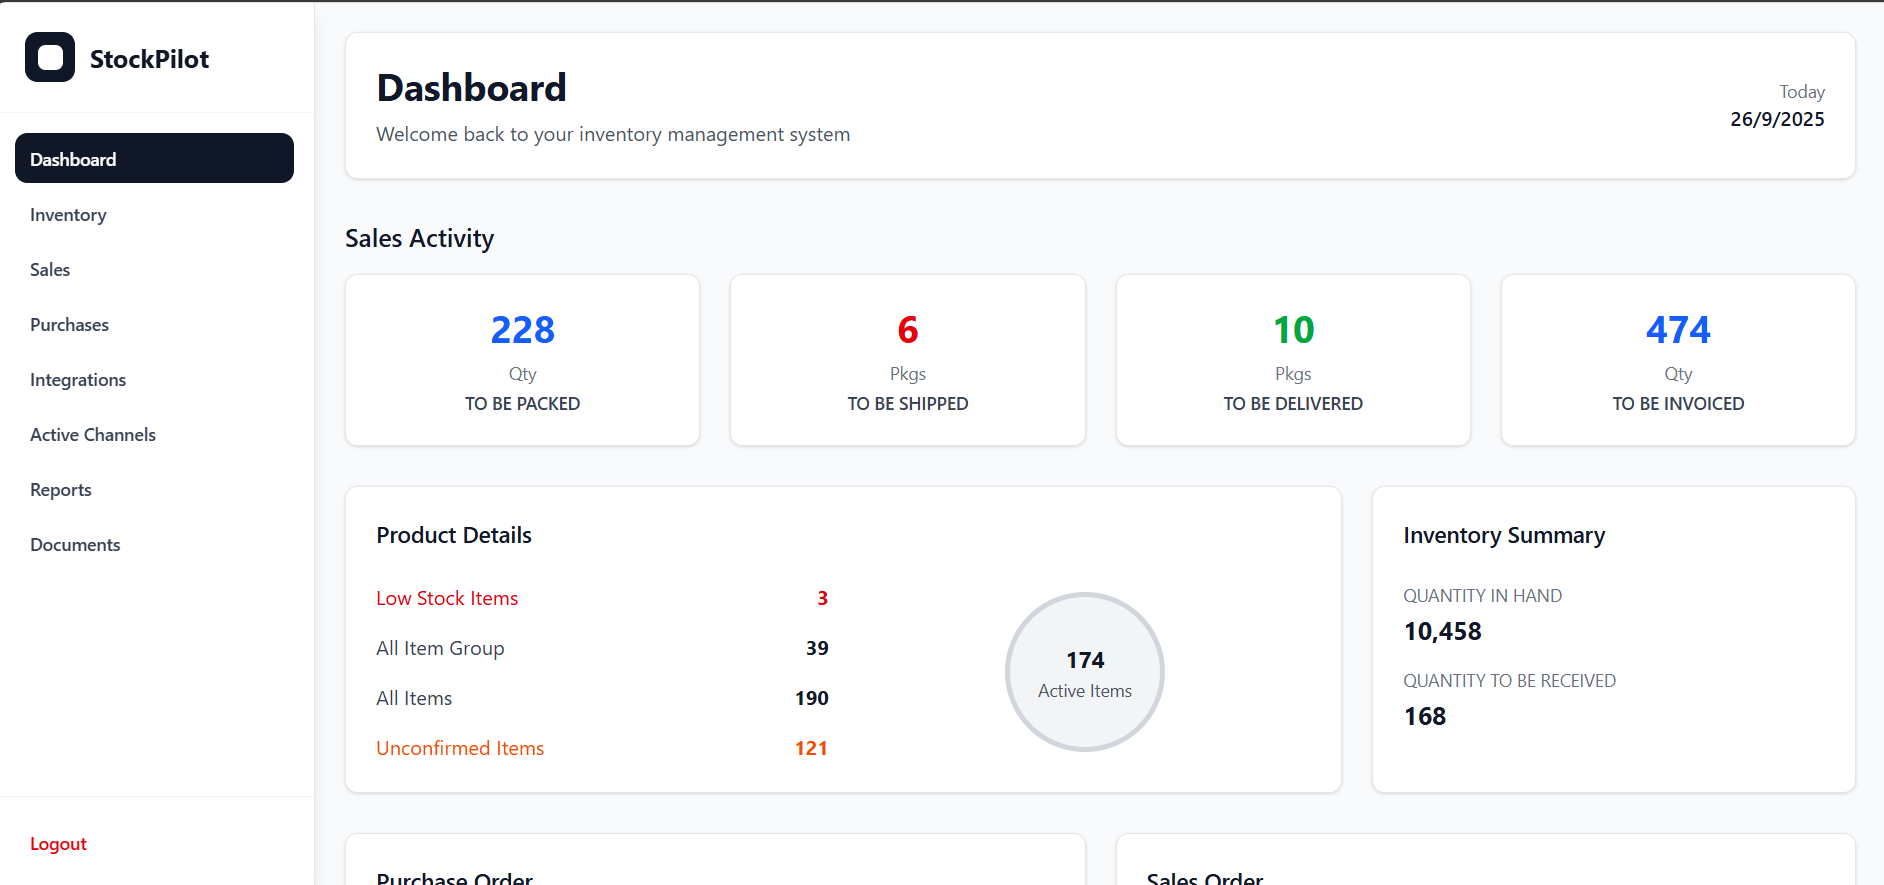 StockPilot
Dashboard
Inventory
Sales
Purchases
Integrations
Active Channels
Reports
Documents
Logout
Dashboard
Welcome back to your inventory management system
Today
26/9/2025
Sales Activity
228
Qty
TO BE PACKED
6
Pkgs
TO BE SHIPPED
10
Pkgs
TO BE DELIVERED
474
Qty
TO BE INVOICED
Product Details
Low Stock Items 3
All Item Group 39
All Items 190
Unconfirmed Items 121
174
Active Items
Inventory Summary
QUANTITY IN HAND
10,458
QUANTITY TO BE RECEIVED
168
Purchase Order
Sales Order